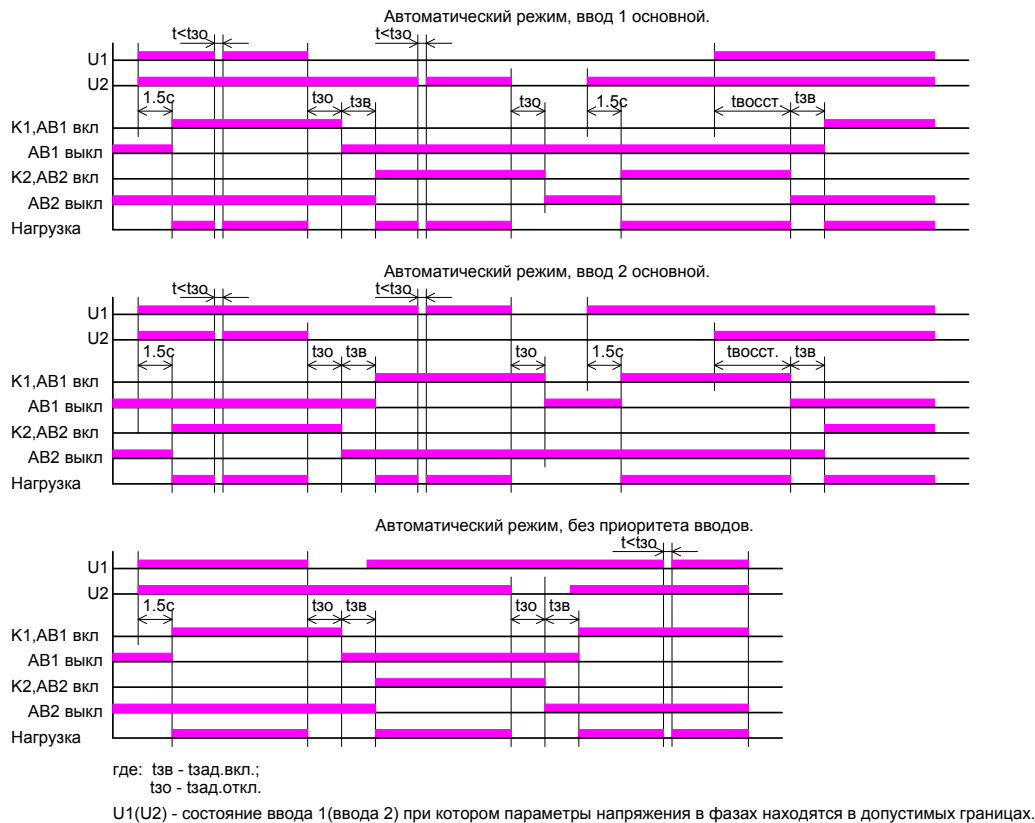 Автоматический режим, ввод 1 основной.
t<tзо t<tзо
U1
U2
1.5с tзо tзв tзо 1.5с tвосст. tзв
K1,АВ1 вкл
АВ1 выкл
K2,АВ2 вкл
АВ2 выкл
Нагрузка
Автоматический режим, ввод 2 основной.
t<tзо t<tзо
U1
U2
1.5с tзо tзв tзо 1.5с tвосст. tзв
K1,АВ1 вкл
АВ1 выкл
K2,АВ2 вкл
АВ2 выкл
Нагрузка
Автоматический режим, без приоритета вводов.
t<tзо
U1
U2
1.5с tзо tзв tзо tзв
K1,АВ1 вкл
АВ1 выкл
K2,АВ2 вкл
АВ2 выкл
Нагрузка
где: tзв - tзад.вкл.;
tзо - tзад.откл.
U1(U2) - состояние ввода 1(ввода 2) при котором параметры напряжения в фазах находятся в допустимых границах.